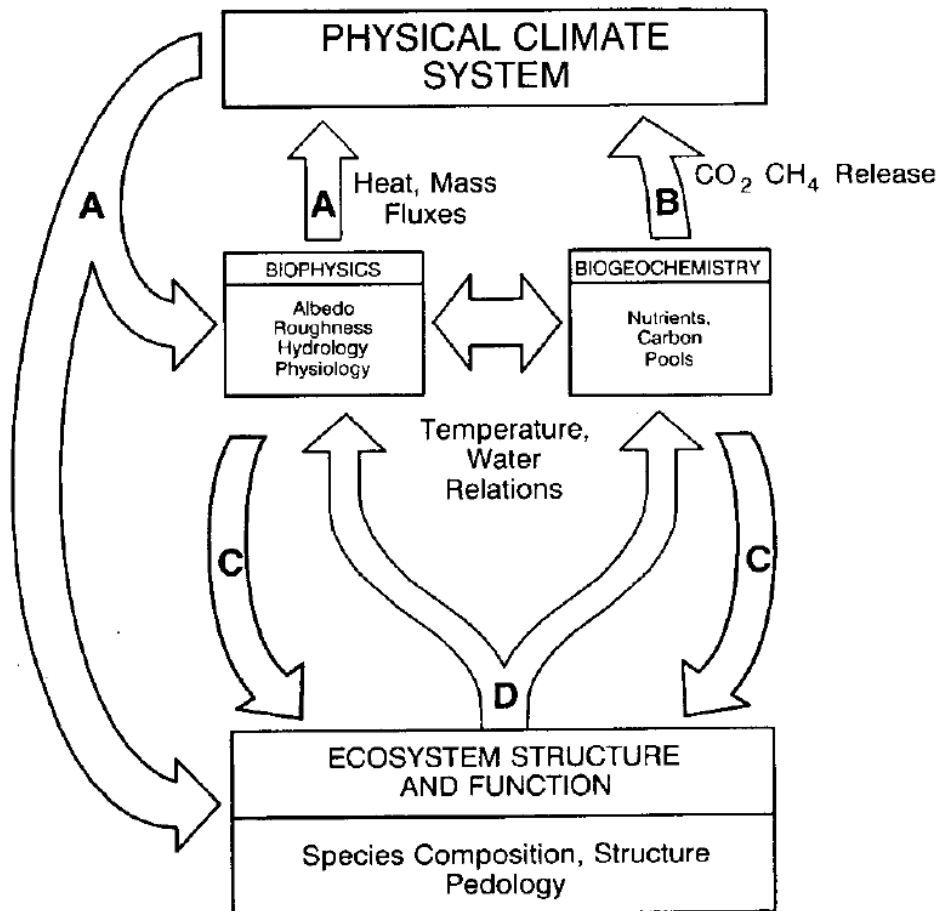 PHYSICAL CLIMATE
SYSTEM
A
A
Heat, Mass
Fluxes
B
CO₂ CH₄ Release
BIOPHYSICS
Albedo
Roughness
Hydrology
Physiology
BIOGEOCHEMISTRY
Nutrients,
Carbon
Pools
Temperature,
Water
Relations
C
C
D
ECOSYSTEM STRUCTURE
AND FUNCTION
Species Composition, Structure
Pedology